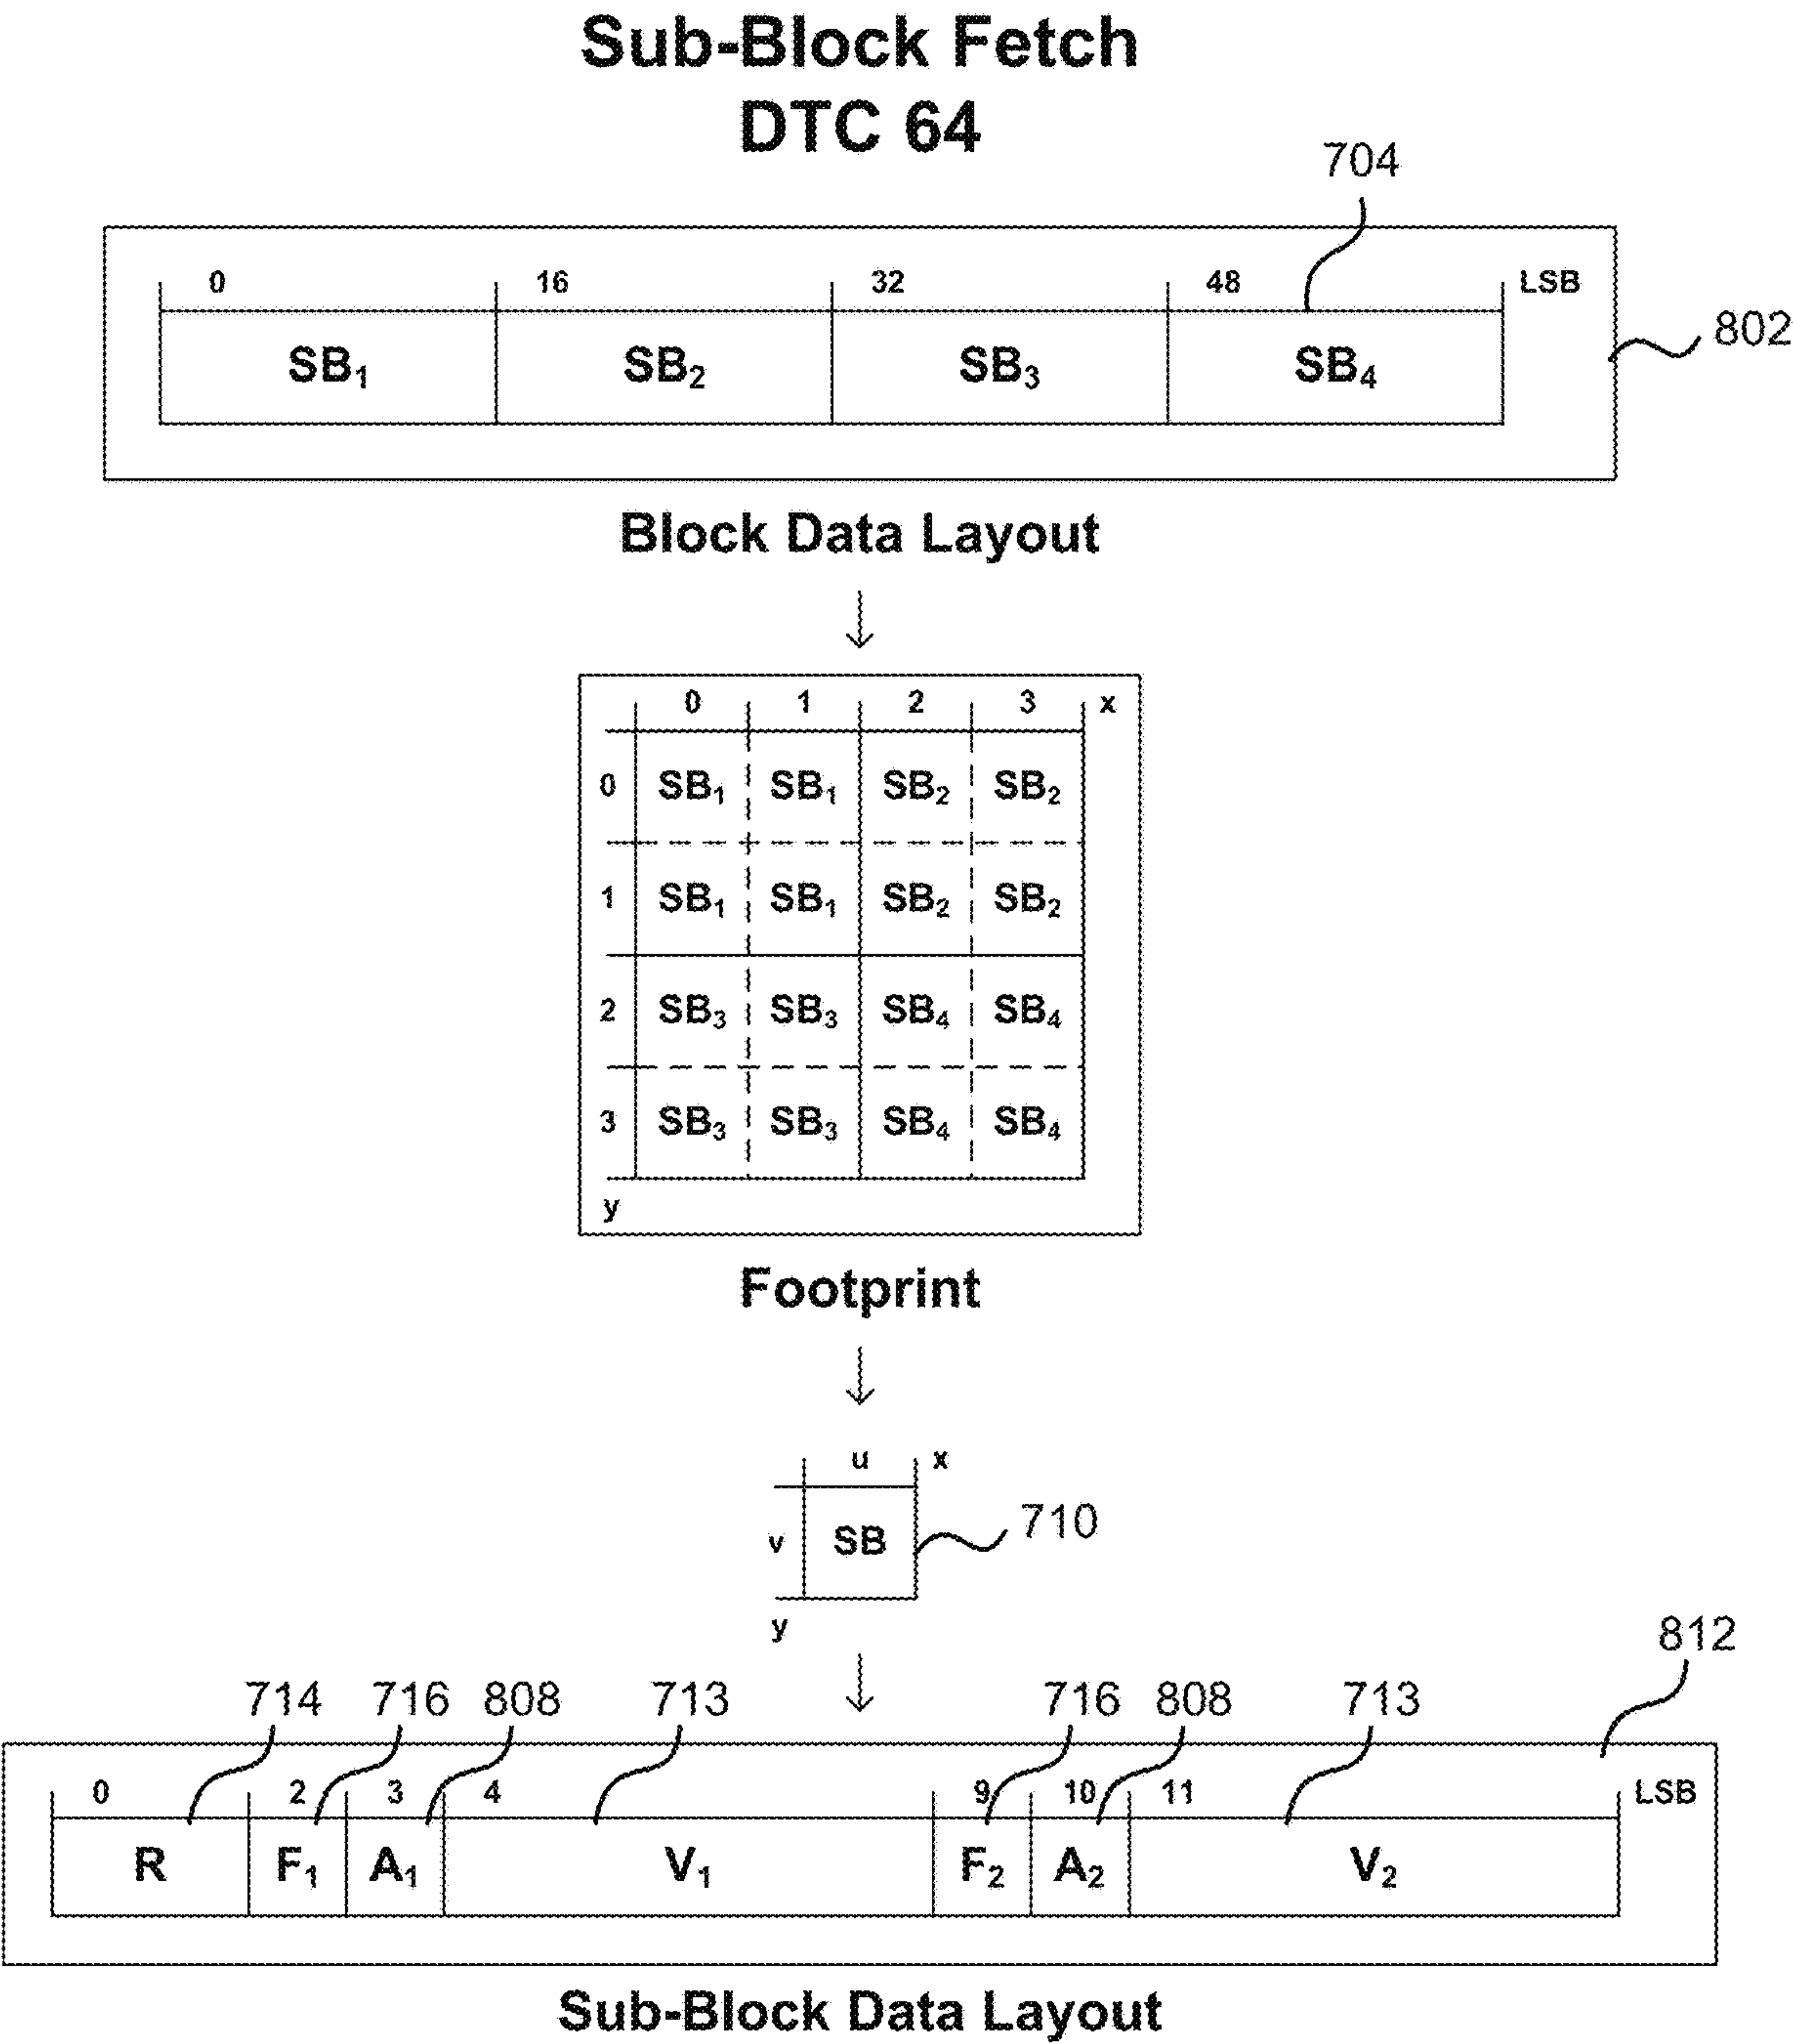 Sub-Block Fetch
DTC 64
704
0 16 32 48 LSB
802
SB₁ SB₂ SB₃ SB₄
Block Data Layout
0 1 2 3 x
0 SB₁ SB₁ SB₂ SB₂
1 SB₁ SB₁ SB₂ SB₂
2 SB₃ SB₃ SB₄ SB₄
3 SB₃ SB₃ SB₄ SB₄
y
Footprint
u x
710
v SB
y
812
714 716 808 713 716 808 713
0 2 3 4 9 10 11 LSB
R F₁ A₁ V₁ F₂ A₂ V₂
Sub-Block Data Layout